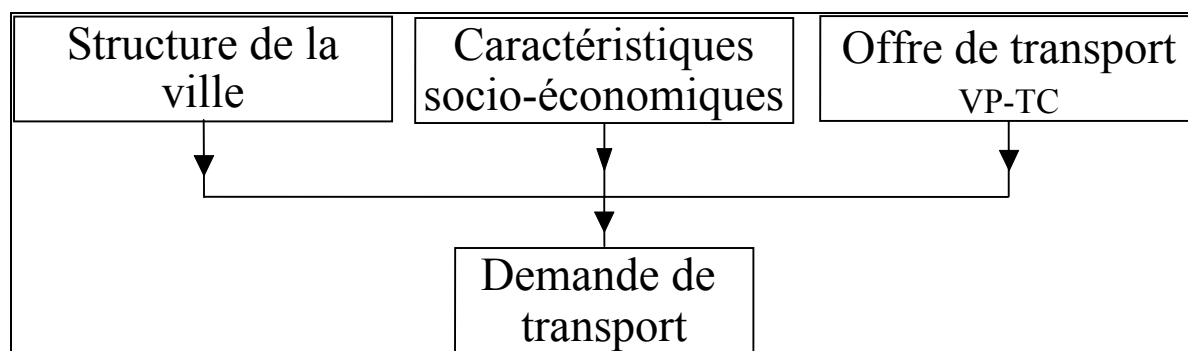 Structure de la
ville
Caractéristiques
socio-économiques
Offre de transport
VP-TC
Demande de
transport